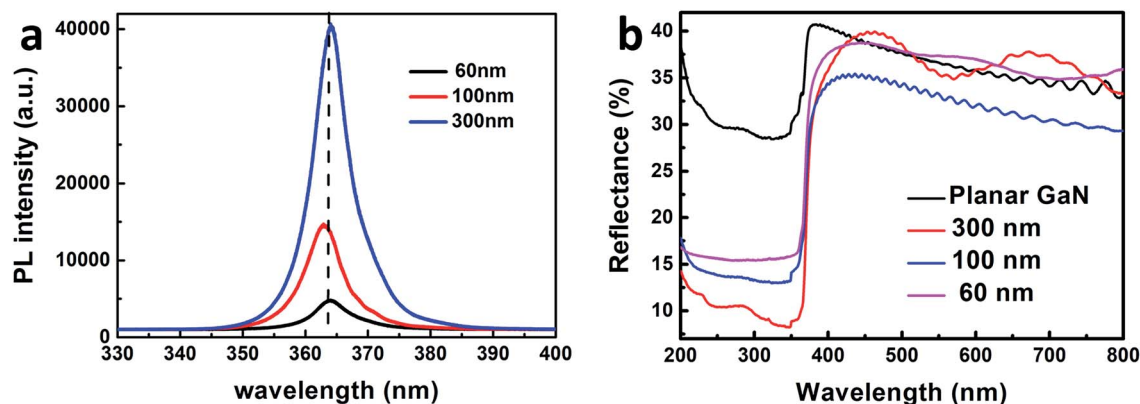 a
PL intensity (a.u.)
40000
30000
20000
10000
0
60nm
100nm
300nm
330
350
360
370
380
390
400
wavelength (nm)
b
Reflectance (%)
40
35
30
25
20
15
10
Planar GaN
300 nm
100 nm
60 nm
200
300
400
500
600
700
800
Wavelength (nm)